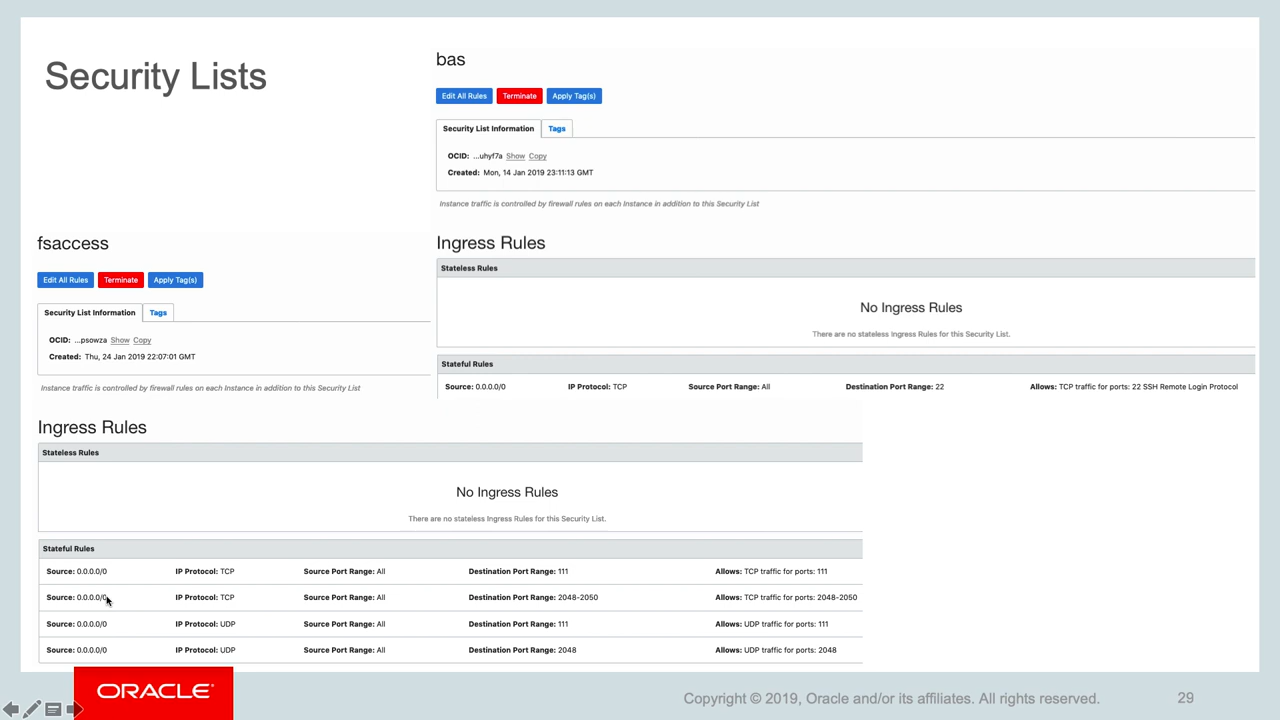 Security Lists
bas
Edit All Rules Terminate Apply Tag(s)
Security List Information Tags
OCID: ...uhyf7a Show Copy
Created: Mon, 14 Jan 2019 23:11:13 GMT
Instance traffic is controlled by firewall rules on each Instance in addition to this Security List
Ingress Rules
Stateless Rules
No Ingress Rules
There are no stateless Ingress Rules for this Security List.
Stateful Rules
Source: 0.0.0.0/0 IP Protocol: TCP Source Port Range: All Destination Port Range: 22 Allows: TCP traffic for ports: 22 SSH Remote Login Protocol
fsaccess
Edit All Rules Terminate Apply Tag(s)
Security List Information Tags
OCID: ...psowza Show Copy
Created: Thu, 24 Jan 2019 22:07:01 GMT
Instance traffic is controlled by firewall rules on each Instance in addition to this Security List
Ingress Rules
Stateless Rules
No Ingress Rules
There are no stateless Ingress Rules for this Security List.
Stateful Rules
Source: 0.0.0.0/0 IP Protocol: TCP Source Port Range: All Destination Port Range: 111 Allows: TCP traffic for ports: 111
Source: 0.0.0.0/0 IP Protocol: TCP Source Port Range: All Destination Port Range: 2048-2050 Allows: TCP traffic for ports: 2048-2050
Source: 0.0.0.0/0 IP Protocol: UDP Source Port Range: All Destination Port Range: 111 Allows: UDP traffic for ports: 111
Source: 0.0.0.0/0 IP Protocol: UDP Source Port Range: All Destination Port Range: 2048 Allows: UDP traffic for ports: 2048
ORACLE®
Copyright © 2019, Oracle and/or its affiliates. All rights reserved. 29